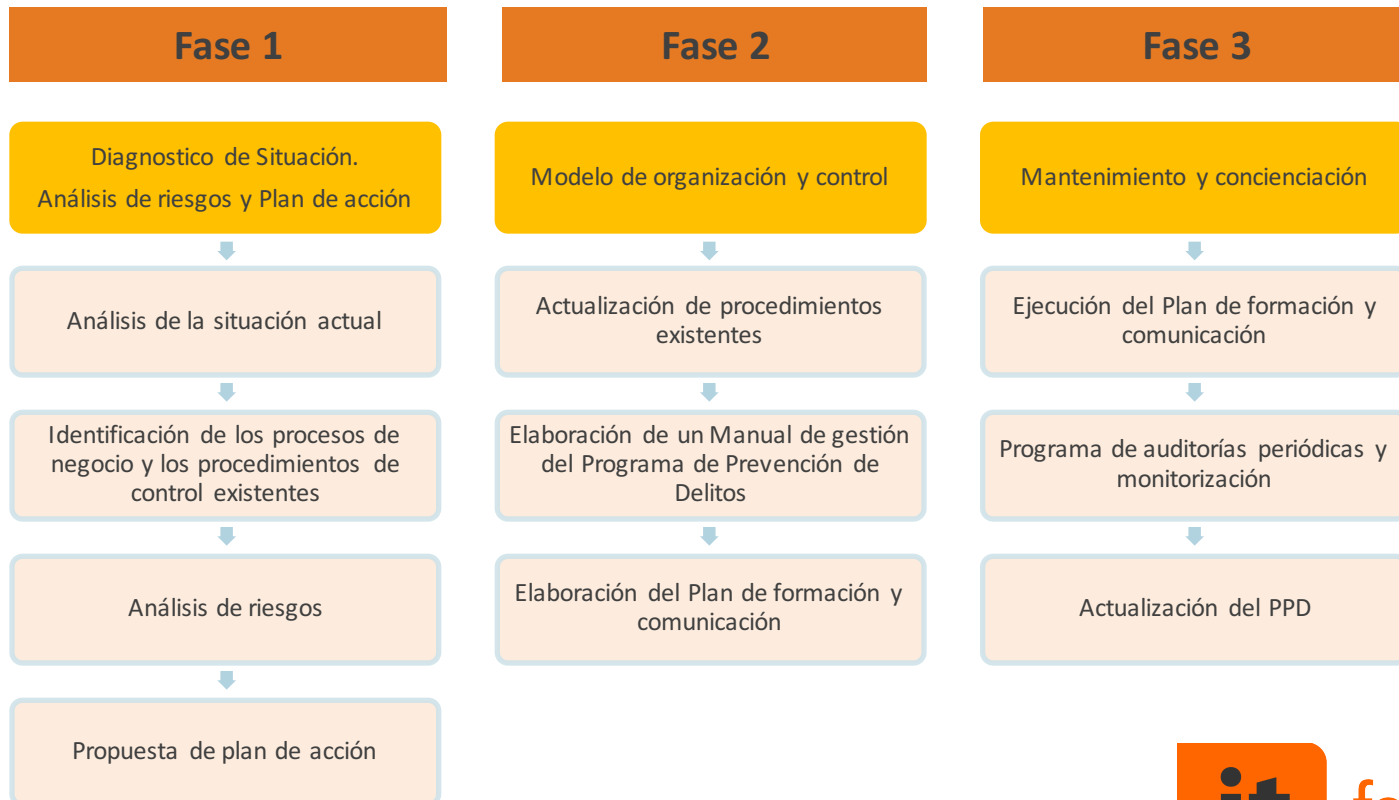 Fase 1
Diagnostico de Situación.
Análisis de riesgos y Plan de acción
Análisis de la situación actual
Identificación de los procesos de
negocio y los procedimientos de
control existentes
Análisis de riesgos
Propuesta de plan de acción
Fase 2
Modelo de organización y control
Actualización de procedimientos
existentes
Elaboración de un Manual de gestión
del Programa de Prevención de
Delitos
Elaboración del Plan de formación y
comunicación
Fase 3
Mantenimiento y concienciación
Ejecución del Plan de formación y
comunicación
Programa de auditorías periódicas y
monitorización
Actualización del PPD
it